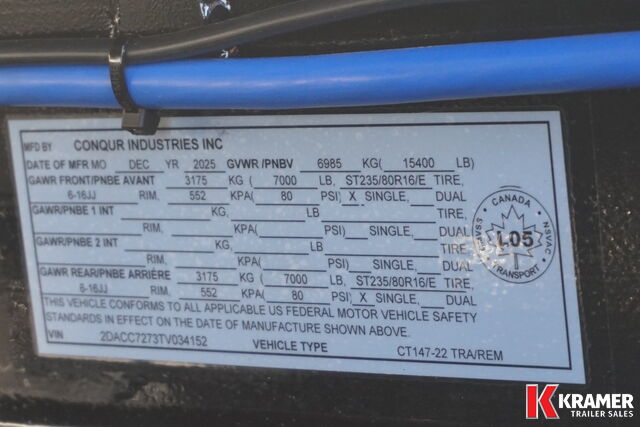 MFD BY CONQUR INDUSTRIES INC
DATE OF MFR MO DEC YR 2025 GVWR /PNBV 6985 KG( 15400 LB)
GAWR FRONT/PNBE AVANT 3175 KG ( 7000 LB, ST235/80R16/E TIRE,
6-16JJ RIM, 552 KPA( 80 PSI) X SINGLE, DUAL
GAWR/PNBE 1 INT KG( LB TIRE,
RIM, KPA( PSI) SINGLE, DUAL
GAWR/PNBE 2 INT KG( LB TIRE,
RIM, KPA( PSI) SINGLE, DUAL
GAWR REAR/PNBE ARRIÈRE 3175 KG( 7000 LB, ST235/80R16/E TIRE,
6-16JJ RIM, 552 KPA( 80 PSI) X SINGLE, DUAL
THIS VEHICLE CONFORMS TO ALL APPLICABLE US FEDERAL MOTOR VEHICLE SAFETY
STANDARDS IN EFFECT ON THE DATE OF MANUFACTURE SHOWN ABOVE.
VIN 2DACC7273TV034152 VEHICLE TYPE CT147-22 TRA/REM
CANADA
L05
TRANSPORT
NSVAC
KRAMER
TRAILER SALES